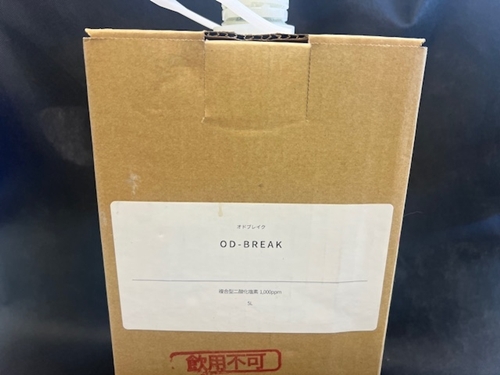 オドブレイク
OD-BREAK
複合型二酸化塩素 1,000ppm
5L
飲用不可